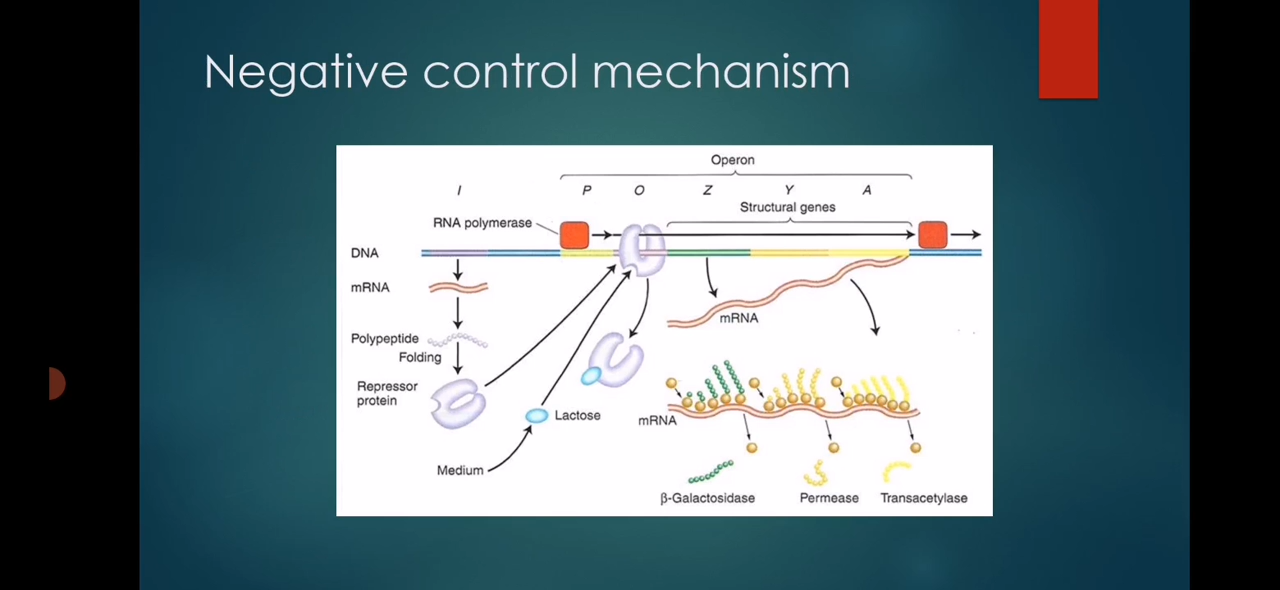 Negative control mechanism
Operon
I P O Z Y A
Structural genes
RNA polymerase
DNA
mRNA
mRNA
Polypeptide
Folding
Repressor
protein
Lactose
mRNA
Medium
β-Galactosidase Permease Transacetylase